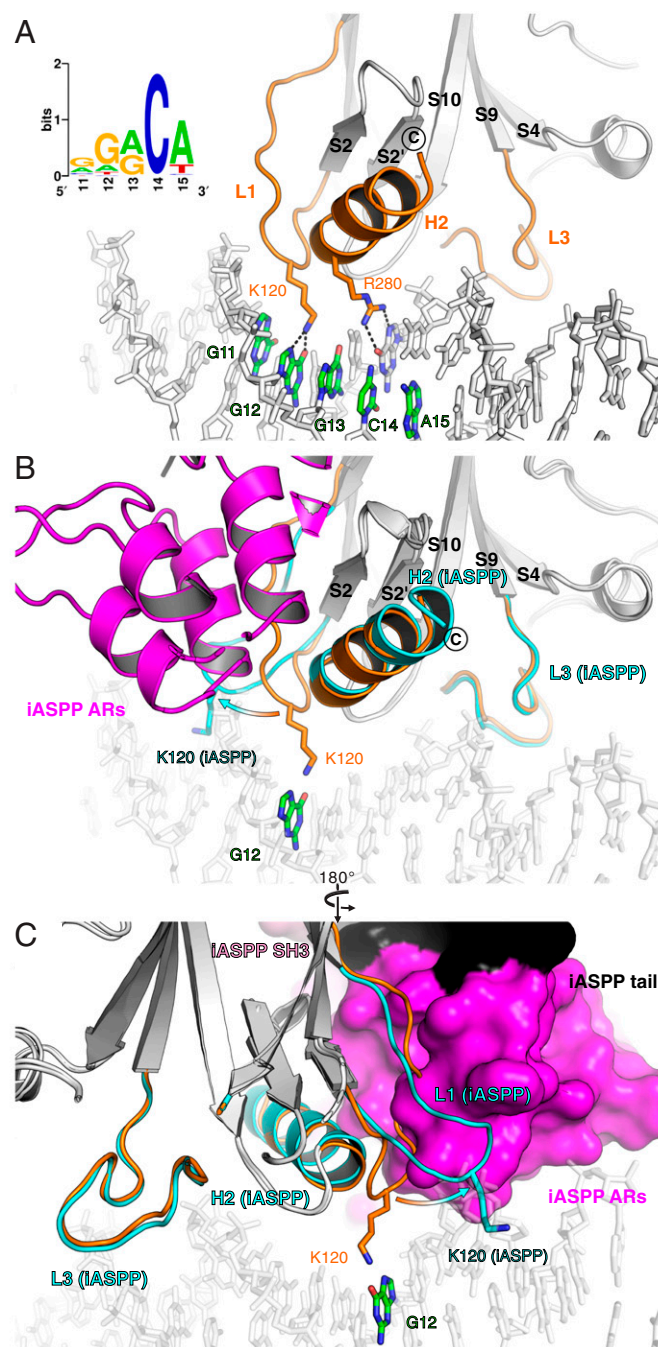 A
bits
2
1
0
GGACA
AAGT
5′ 11 12 13 14 15 3′
S10
S9
S4
S2
C
S2′
L1
H2
L3
K120
R280
G11
G12
G13
C14
A15
B
S10
S9
S4
H2 (iASPP)
S2
S2′
C
L3 (iASPP)
iASPP ARs
K120 (iASPP)
K120
G12
180°
C
iASPP SH3
iASPP tail
L1 (iASPP)
H2 (iASPP)
iASPP ARs
L3 (iASPP)
K120
K120 (iASPP)
G12